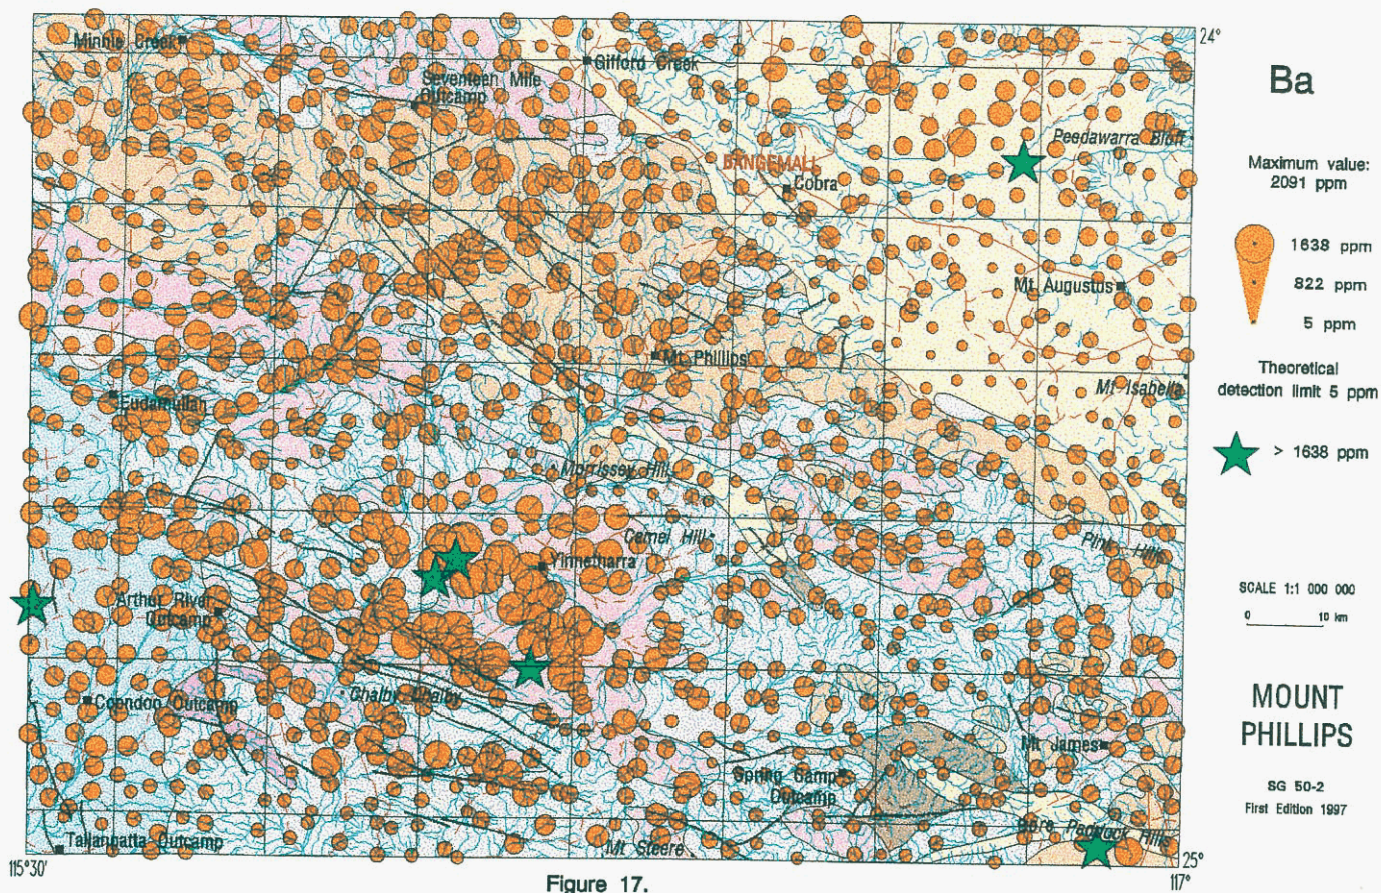 Minnie Creek
Gifford Creek
24°
Seventeen Mile
Outcamp
Peedawarra Bluff
BANGEMALL
Cobra
Mt Augustos
Mt Phillips
Mt Isabella
Eudamullah
Morrissey Hill
Camel Hill
Pink Hills
Yinnetharra
Arthur River
Outcamp
Chalby Chalby
Coendoo Outcamp
Mt James
Spring Camp
Outcamp
Bare Paddock Hills
Tallanbatta Outcamp
Mt Steere
115°30'
25°
117°
Ba
Maximum value:
2091 ppm
1638 ppm
822 ppm
5 ppm
Theoretical
detection limit 5 ppm
> 1638 ppm
SCALE 1:1 000 000
0 10 km
MOUNT
PHILLIPS
SG 50-2
First Edition 1997
Figure 17.